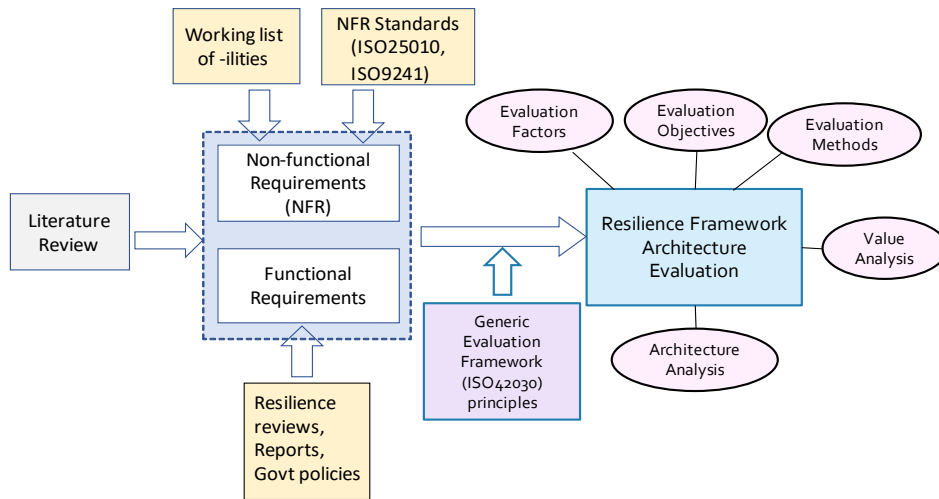 Working list
of -ilities
NFR Standards
(ISO25010,
ISO9241)
Evaluation
Factors
Evaluation
Objectives
Evaluation
Methods
Non-functional
Requirements
(NFR)
Literature
Review
Functional
Requirements
Resilience Framework
Architecture
Evaluation
Value
Analysis
Generic
Evaluation
Framework
(ISO42030)
principles
Architecture
Analysis
Resilience
reviews,
Reports,
Govt policies